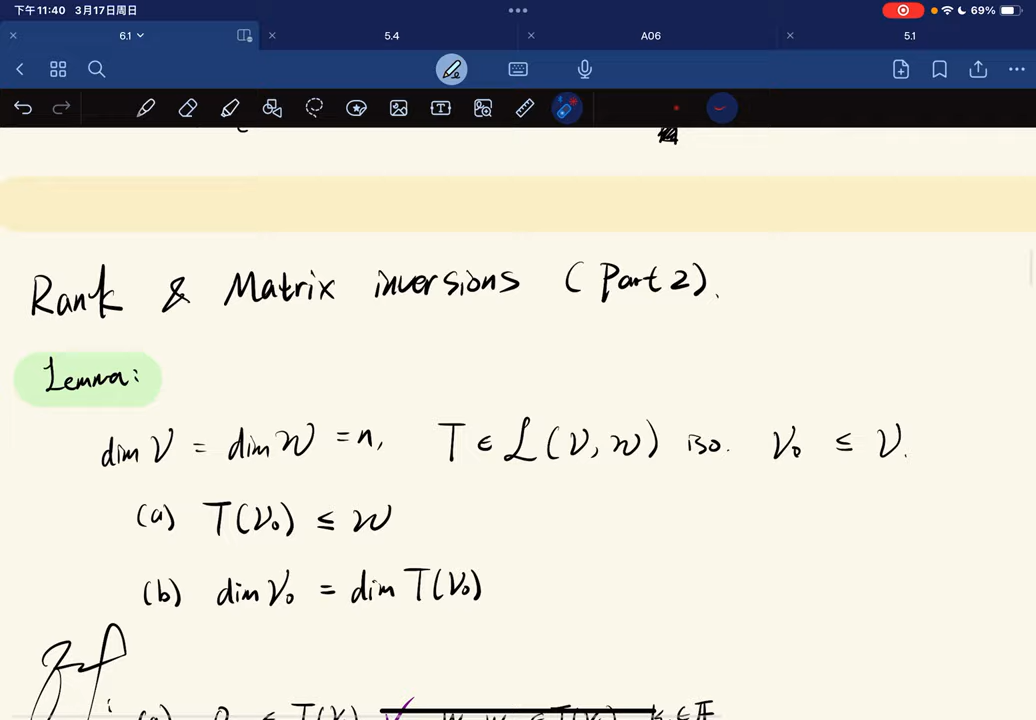 下午11:40 3月17日周日
69%
6.1
5.4
A06
5.1
Rank & Matrix inversions (Part 2).
Lemma:
dim V = dim W = n, T ∈ L(V, W) iso. V₀ ≤ V.
(a) T(V₀) ≤ W
(b) dim V₀ = dim T(V₀)